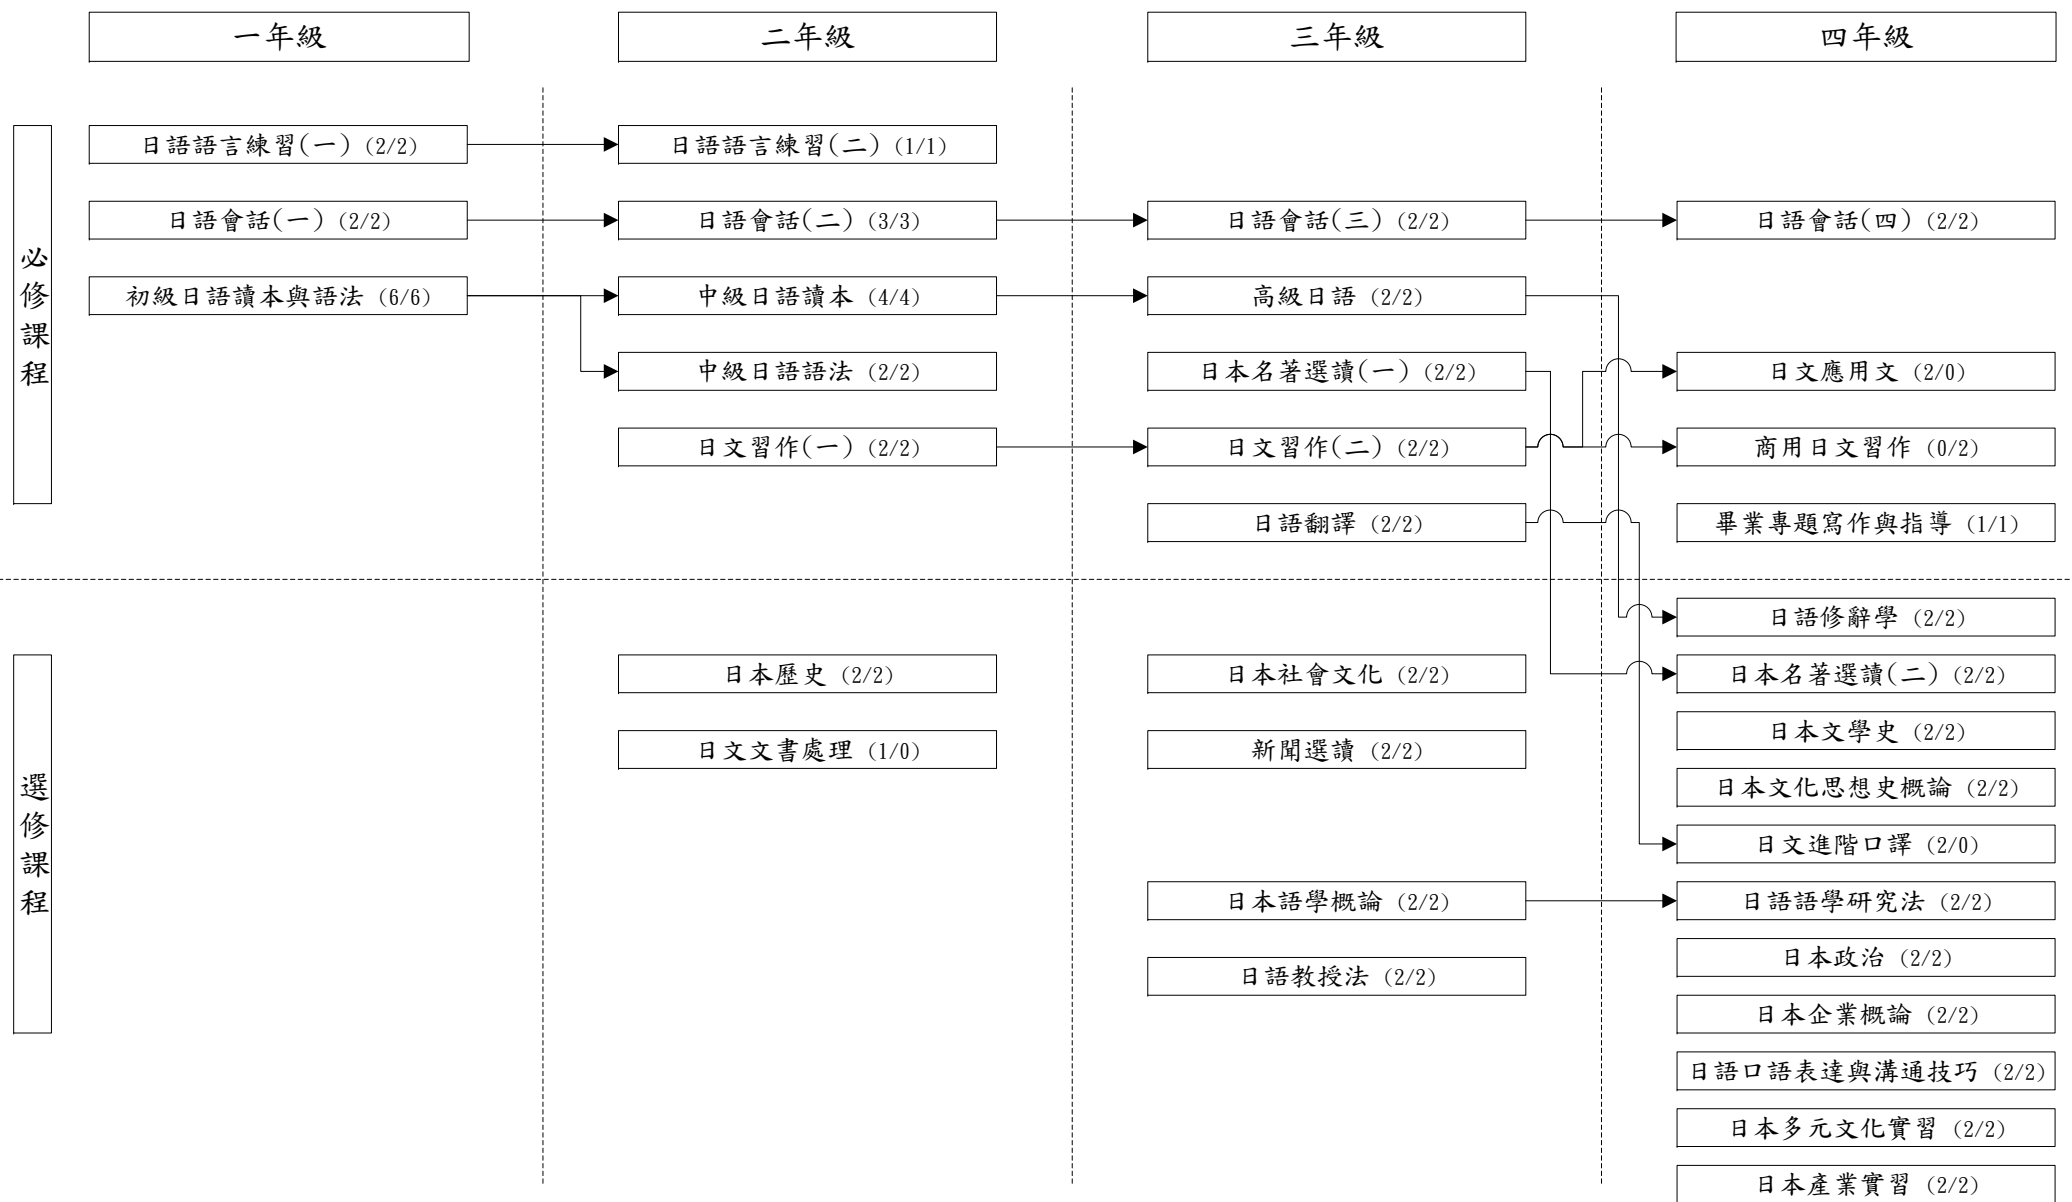 一年級
二年級
三年級
四年級
必修課程
日語語言練習(一) (2/2)
日語語言練習(二) (1/1)
日語會話(一) (2/2)
日語會話(二) (3/3)
日語會話(三) (2/2)
日語會話(四) (2/2)
初級日語讀本與語法 (6/6)
中級日語讀本 (4/4)
高級日語 (2/2)
中級日語語法 (2/2)
日本名著選讀(一) (2/2)
日文應用文 (2/0)
日文習作(一) (2/2)
日文習作(二) (2/2)
商用日文習作 (0/2)
日語翻譯 (2/2)
畢業專題寫作與指導 (1/1)
選修課程
日語修辭學 (2/2)
日本歷史 (2/2)
日本社會文化 (2/2)
日本名著選讀(二) (2/2)
日文文書處理 (1/0)
新聞選讀 (2/2)
日本文學史 (2/2)
日本文化思想史概論 (2/2)
日文進階口譯 (2/0)
日本語學概論 (2/2)
日語語學研究法 (2/2)
日語教授法 (2/2)
日本政治 (2/2)
日本企業概論 (2/2)
日語口語表達與溝通技巧 (2/2)
日本多元文化實習 (2/2)
日本產業實習 (2/2)